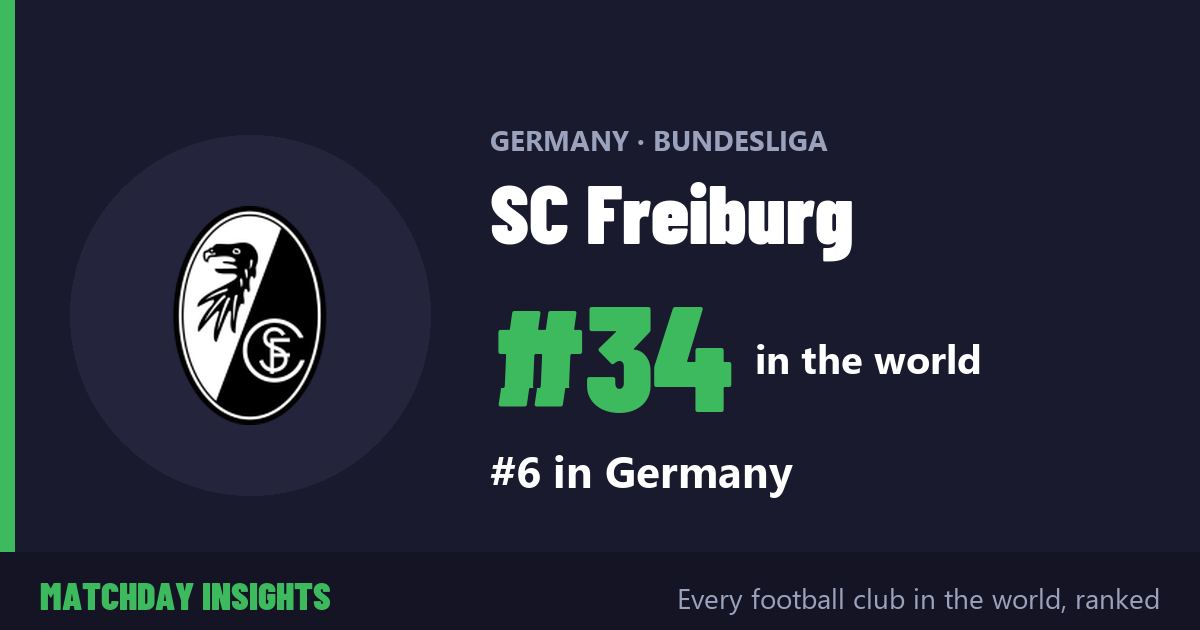 GERMANY · BUNDESLIGA
SC Freiburg
#34 in the world
#6 in Germany
MATCHDAY INSIGHTS
Every football club in the world, ranked